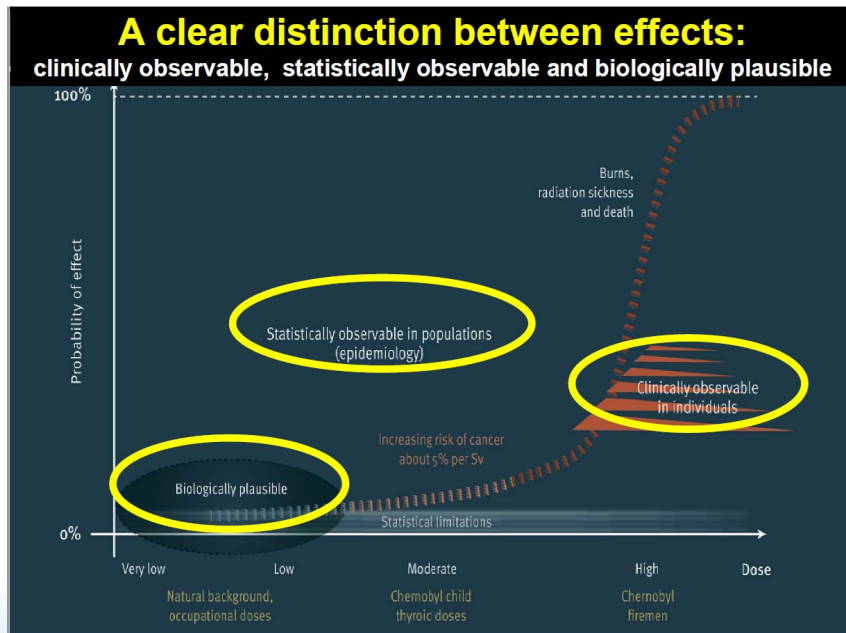 A clear distinction between effects:
clinically observable, statistically observable and biologically plausible
100%
Burns,
radiation sickness
and death
Probability of effect
Statistically observable in populations
(epidemiology)
Clinically observable
in individuals
Increasing risk of cancer
about 5% per Sv
Biologically plausible
Statistical limitations
0%
Very low
Low
Moderate
High
Dose
Natural background,
occupational doses
Chernobyl child
thyroic doses
Chernobyl
firemen